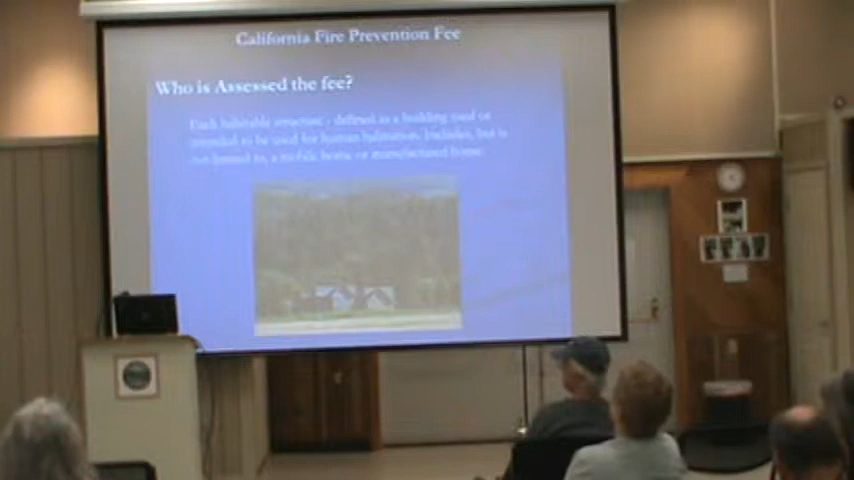 California Fire Prevention Fee
Who is Assessed the fee?
Each habitable structure - defined as a building used or
intended to be used for human habitation. Includes, but is
not limited to, a mobile home or manufactured home